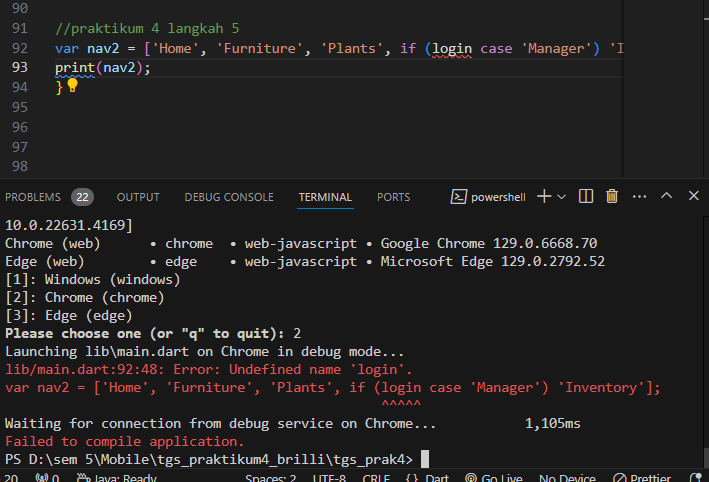 90
91 //praktikum 4 langkah 5
92 var nav2 = ['Home', 'Furniture', 'Plants', if (login case 'Manager') 'I
93 print(nav2);
94 }
95
96
97
98
PROBLEMS 22 OUTPUT DEBUG CONSOLE TERMINAL PORTS powershell
10.0.22631.4169]
Chrome (web) • chrome • web-javascript • Google Chrome 129.0.6668.70
Edge (web) • edge • web-javascript • Microsoft Edge 129.0.2792.52
[1]: Windows (windows)
[2]: Chrome (chrome)
[3]: Edge (edge)
Please choose one (or "q" to quit): 2
Launching lib\main.dart on Chrome in debug mode...
lib/main.dart:92:48: Error: Undefined name 'login'.
var nav2 = ['Home', 'Furniture', 'Plants', if (login case 'Manager') 'Inventory'];
^^^^^
Waiting for connection from debug service on Chrome... 1,105ms
Failed to compile application.
PS D:\sem 5\Mobile\tgs_praktikum4_brilli\tgs_prak4>
20 0 Java: Ready Spaces: 2 UTF-8 CRLF {} Dart Go Live No Device Prettier